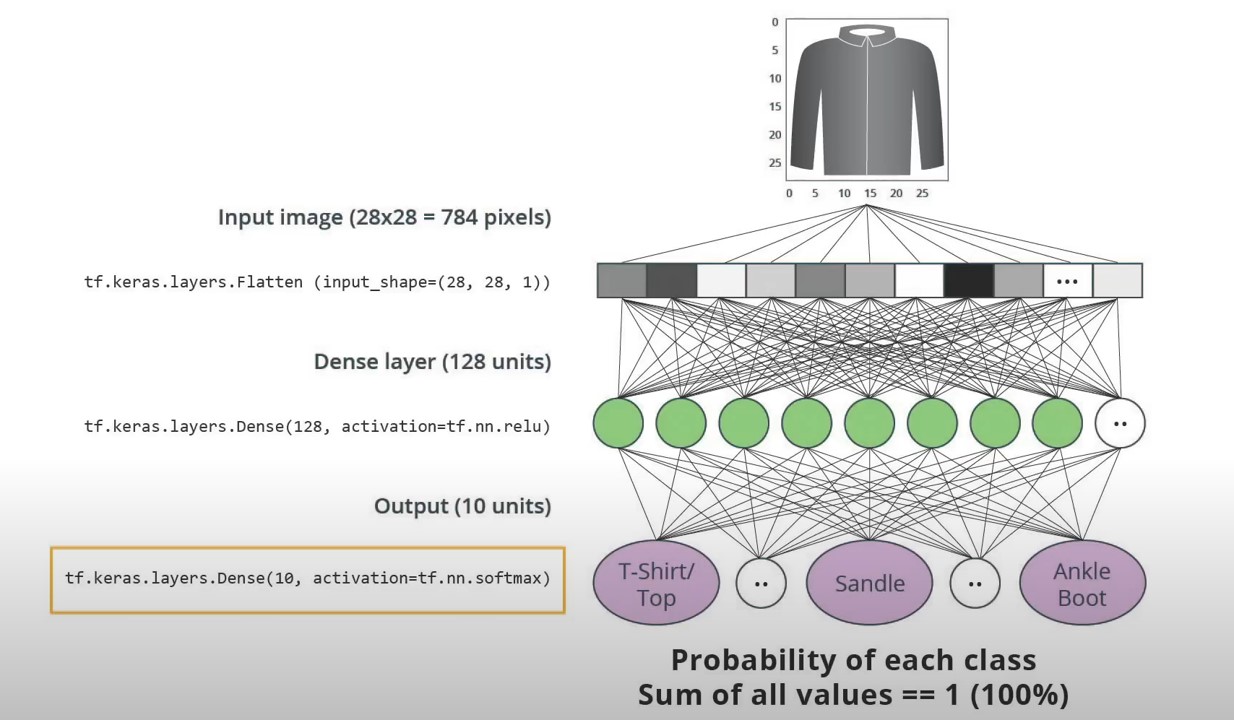 0
5
10
15
20
25
0 5 10 15 20 25
Input image (28x28 = 784 pixels)
tf.keras.layers.Flatten (input_shape=(28, 28, 1))
...
Dense layer (128 units)
tf.keras.layers.Dense(128, activation=tf.nn.relu)
..
Output (10 units)
tf.keras.layers.Dense(10, activation=tf.nn.softmax)
T-Shirt/
Top
..
Sandle
..
Ankle
Boot
Probability of each class
Sum of all values == 1 (100%)